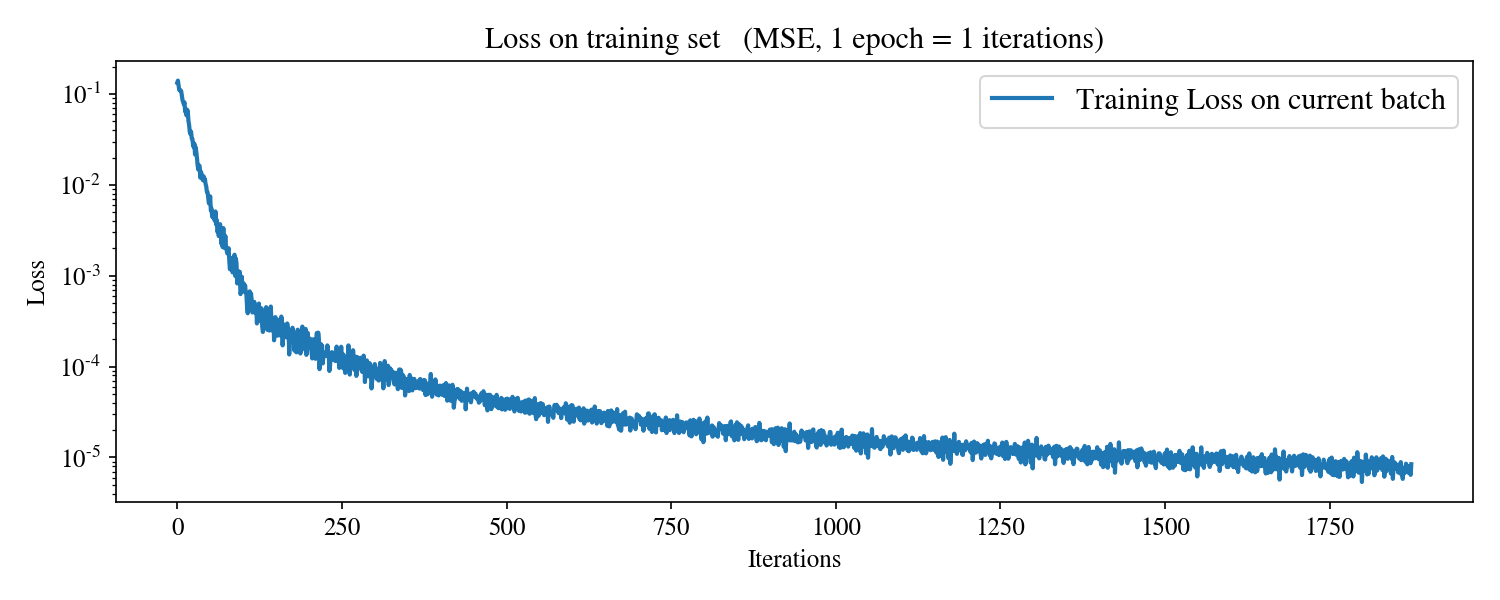 Loss on training set   (MSE, 1 epoch = 1 iterations)
Training Loss on current batch
Loss
10^-1
10^-2
10^-3
10^-4
10^-5
0 250 500 750 1000 1250 1500 1750
Iterations